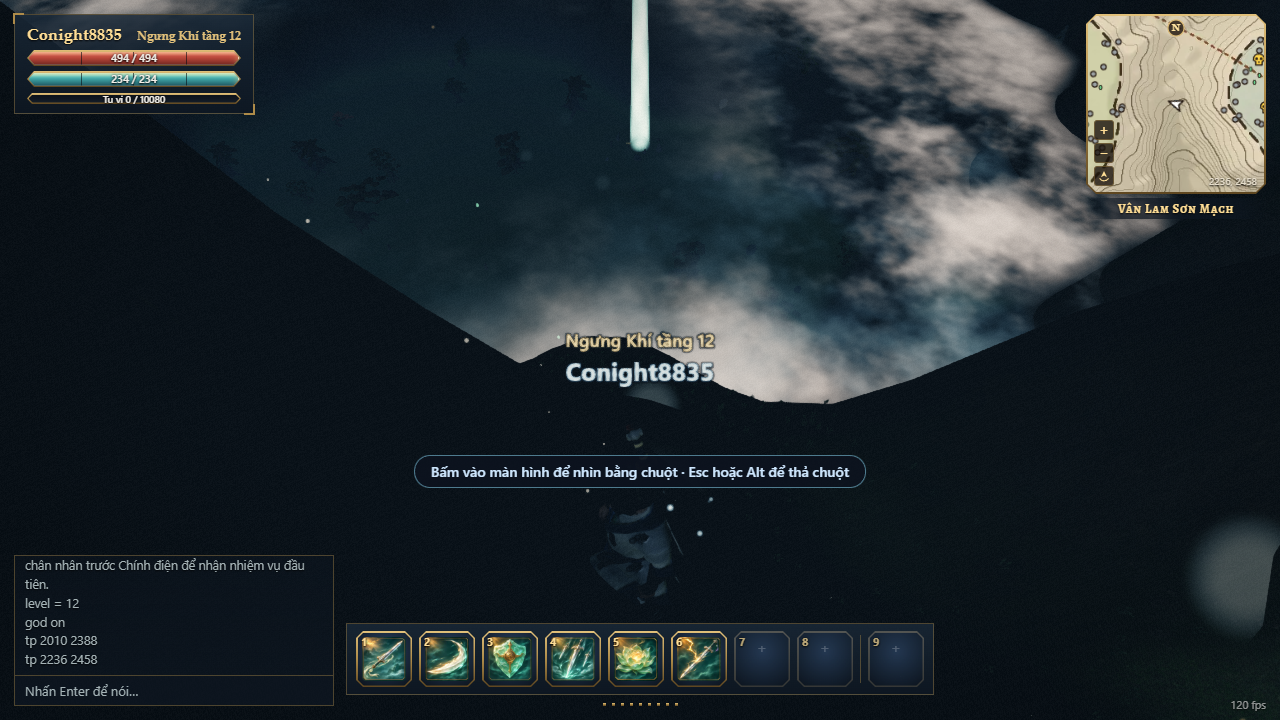 Conight8835 Ngưng Khí tầng 12
494 / 494
234 / 234
Tu vi 0 / 10080
N
+
−
2236 2458
Vân Lam Sơn Mạch
Ngưng Khí tầng 12
Conight8835
Bấm vào màn hình để nhìn bằng chuột · Esc hoặc Alt để thả chuột
chân nhân trước Chính điện để nhận nhiệm vụ đầu
tiên.
level = 12
god on
tp 2010 2388
tp 2236 2458
Nhấn Enter để nói...
1 2 3 4 5 6 7 8 9
+ + +
120 fps